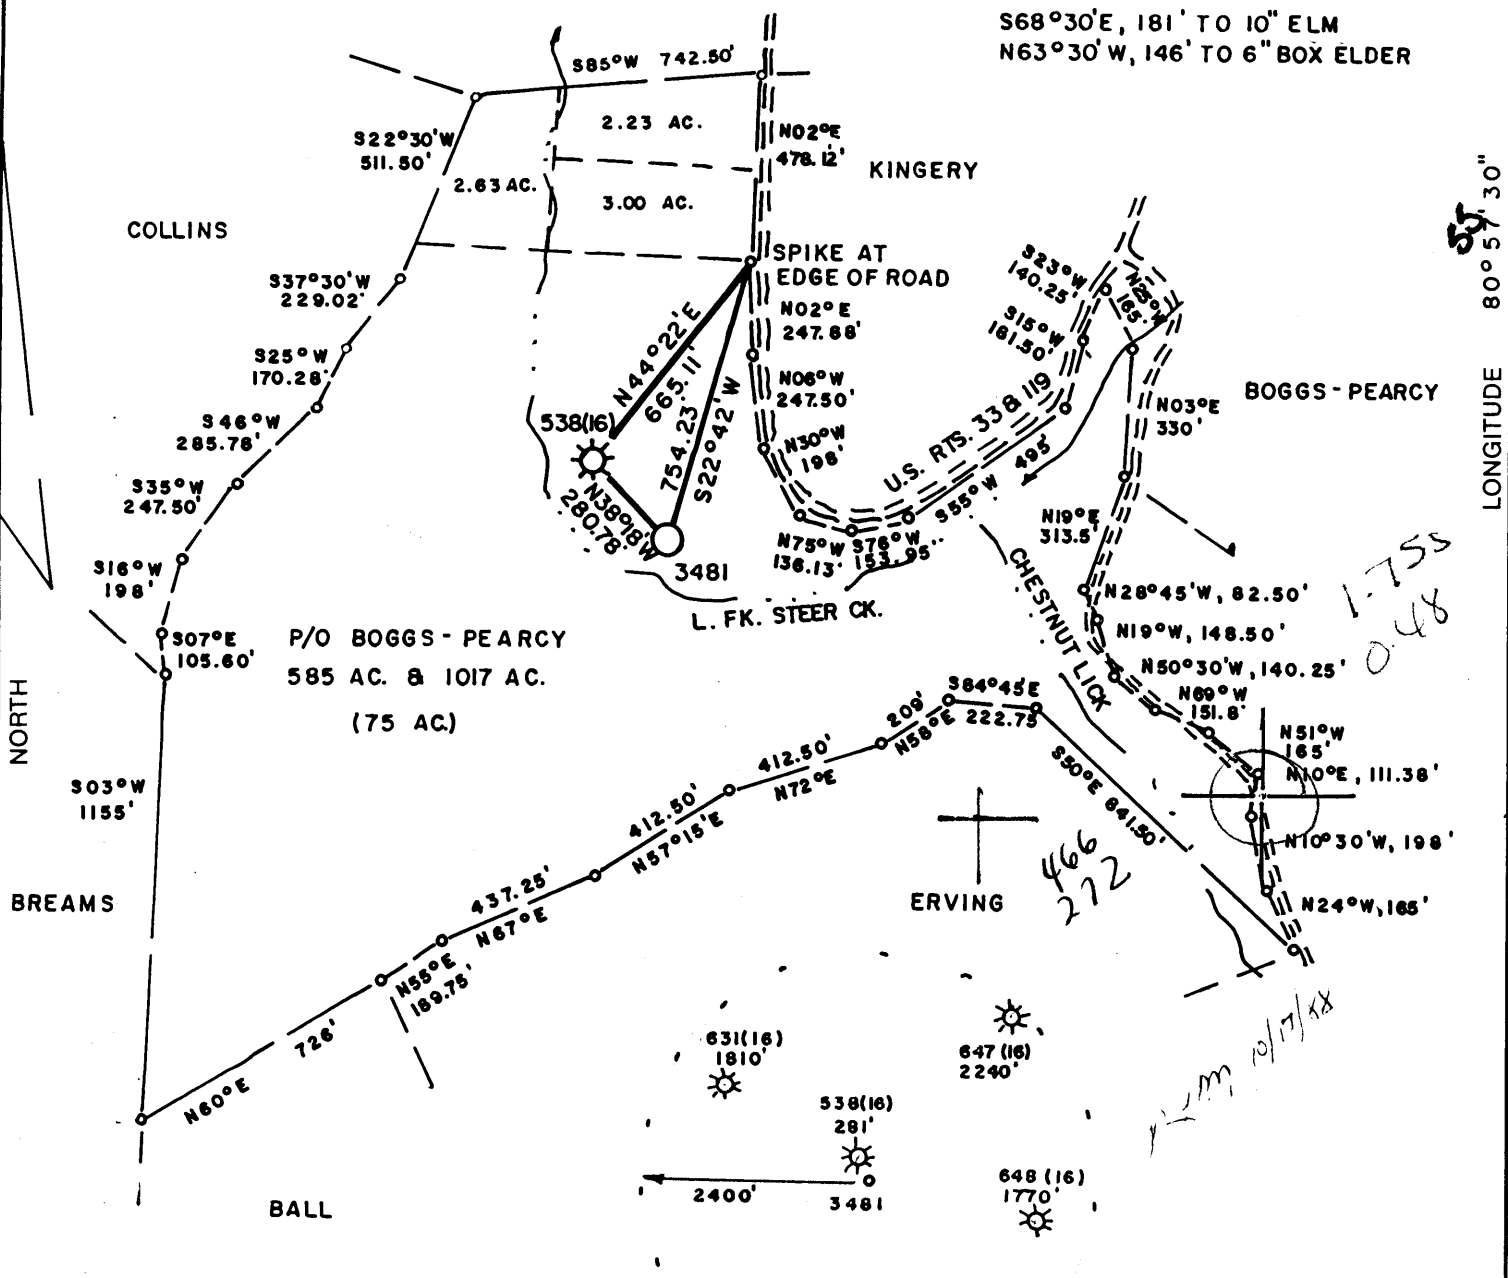 S68°30'E, 181' TO 10" ELM
N63°30'W, 146' TO 6" BOX ELDER
S85°W 742.50'
S22°30'W
511.50'
2.23 AC.
N02°E
478.12'
KINGERY
2.63 AC.
3.00 AC.
COLLINS
SPIKE AT
EDGE OF ROAD
S37°30'W
229.02'
N02°E
247.88'
S23°W
140.25'
N25°W
165'
S15°W
181.50'
LONGITUDE 80°57'30"
55
N44°22'E
665.11'
754.23'
S22°42'W
S25°W
170.28'
N06°W
247.50'
U.S. RTS. 33 & 119
BOGGS - PEARCY
N03°E
330'
S46°W
285.78'
538(16)
N30°W
198'
S55°W 495'
S35°W
247.50'
N38°18'W
280.78'
3481
N75°W
136.13'
S76°W
153.95'
N19°E
313.5'
S16°W
198'
L. FK. STEER CK.
CHESTNUT LICK
N28°45'W, 82.50'
N19°W, 148.50'
1.755
0.48
S07°E
105.60'
P/O BOGGS - PEARCY
585 AC. & 1017 AC.
(75 AC.)
N50°30'W, 140.25'
N69°W
151.8'
NORTH
S84°45'E
222.75
209'
N58°E
N51°W
165'
N10°E, 111.38'
412.50'
N72°E
S50°E 841.50'
S03°W
1155'
412.50'
N57°15'E
N10°30'W, 198'
466
272
BREAMS
437.25'
N67°E
ERVING
N24°W, 165'
N55°E
189.75'
726'
N60°E
631(16)
1810'
647 (16)
2240'
10/17/88
538(16)
281'
2400'
3481
648 (16)
1770'
BALL